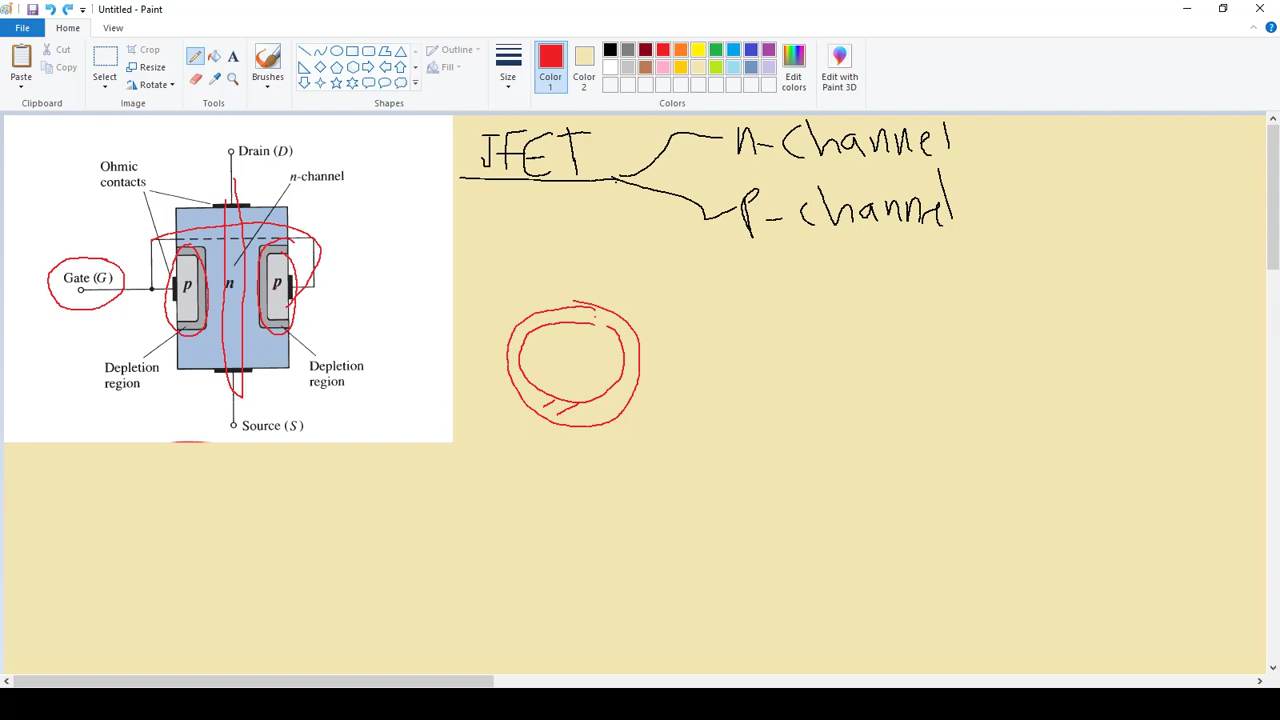 Untitled - Paint
File Home View
Paste
Cut
Copy
Clipboard
Select
Crop
Resize
Rotate
Image
A
Tools
Brushes
Shapes
Outline
Fill
Size
Color 1
Color 2
Edit colors
Colors
Edit with Paint 3D
Drain (D)
Ohmic contacts
n-channel
Gate (G)
p
n
p
Depletion region
Depletion region
Source (S)
JFET
n-channel
p-channel